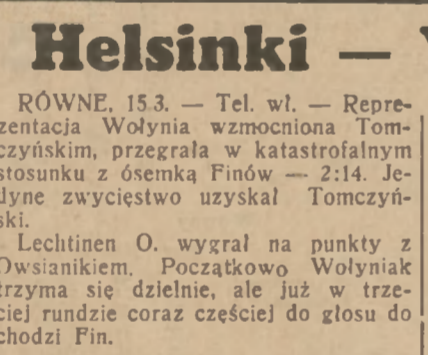 Helsinki —
RÓWNE, 15.3. — Tel. wł. — Repre-
zentacja Wołynia wzmocniona Tom-
czyńskim, przegrała w katastrofalnym
stosunku z ósemką Finów — 2:14. Je-
dyne zwycięstwo uzyskał Tomczyń-
ski.
Lechtinen O. wygrał na punkty z
Owsianikiem. Początkowo Wołyniak
trzyma się dzielnie, ale już w trze-
ciej rundzie coraz częściej do głosu do
chodzi Fin.